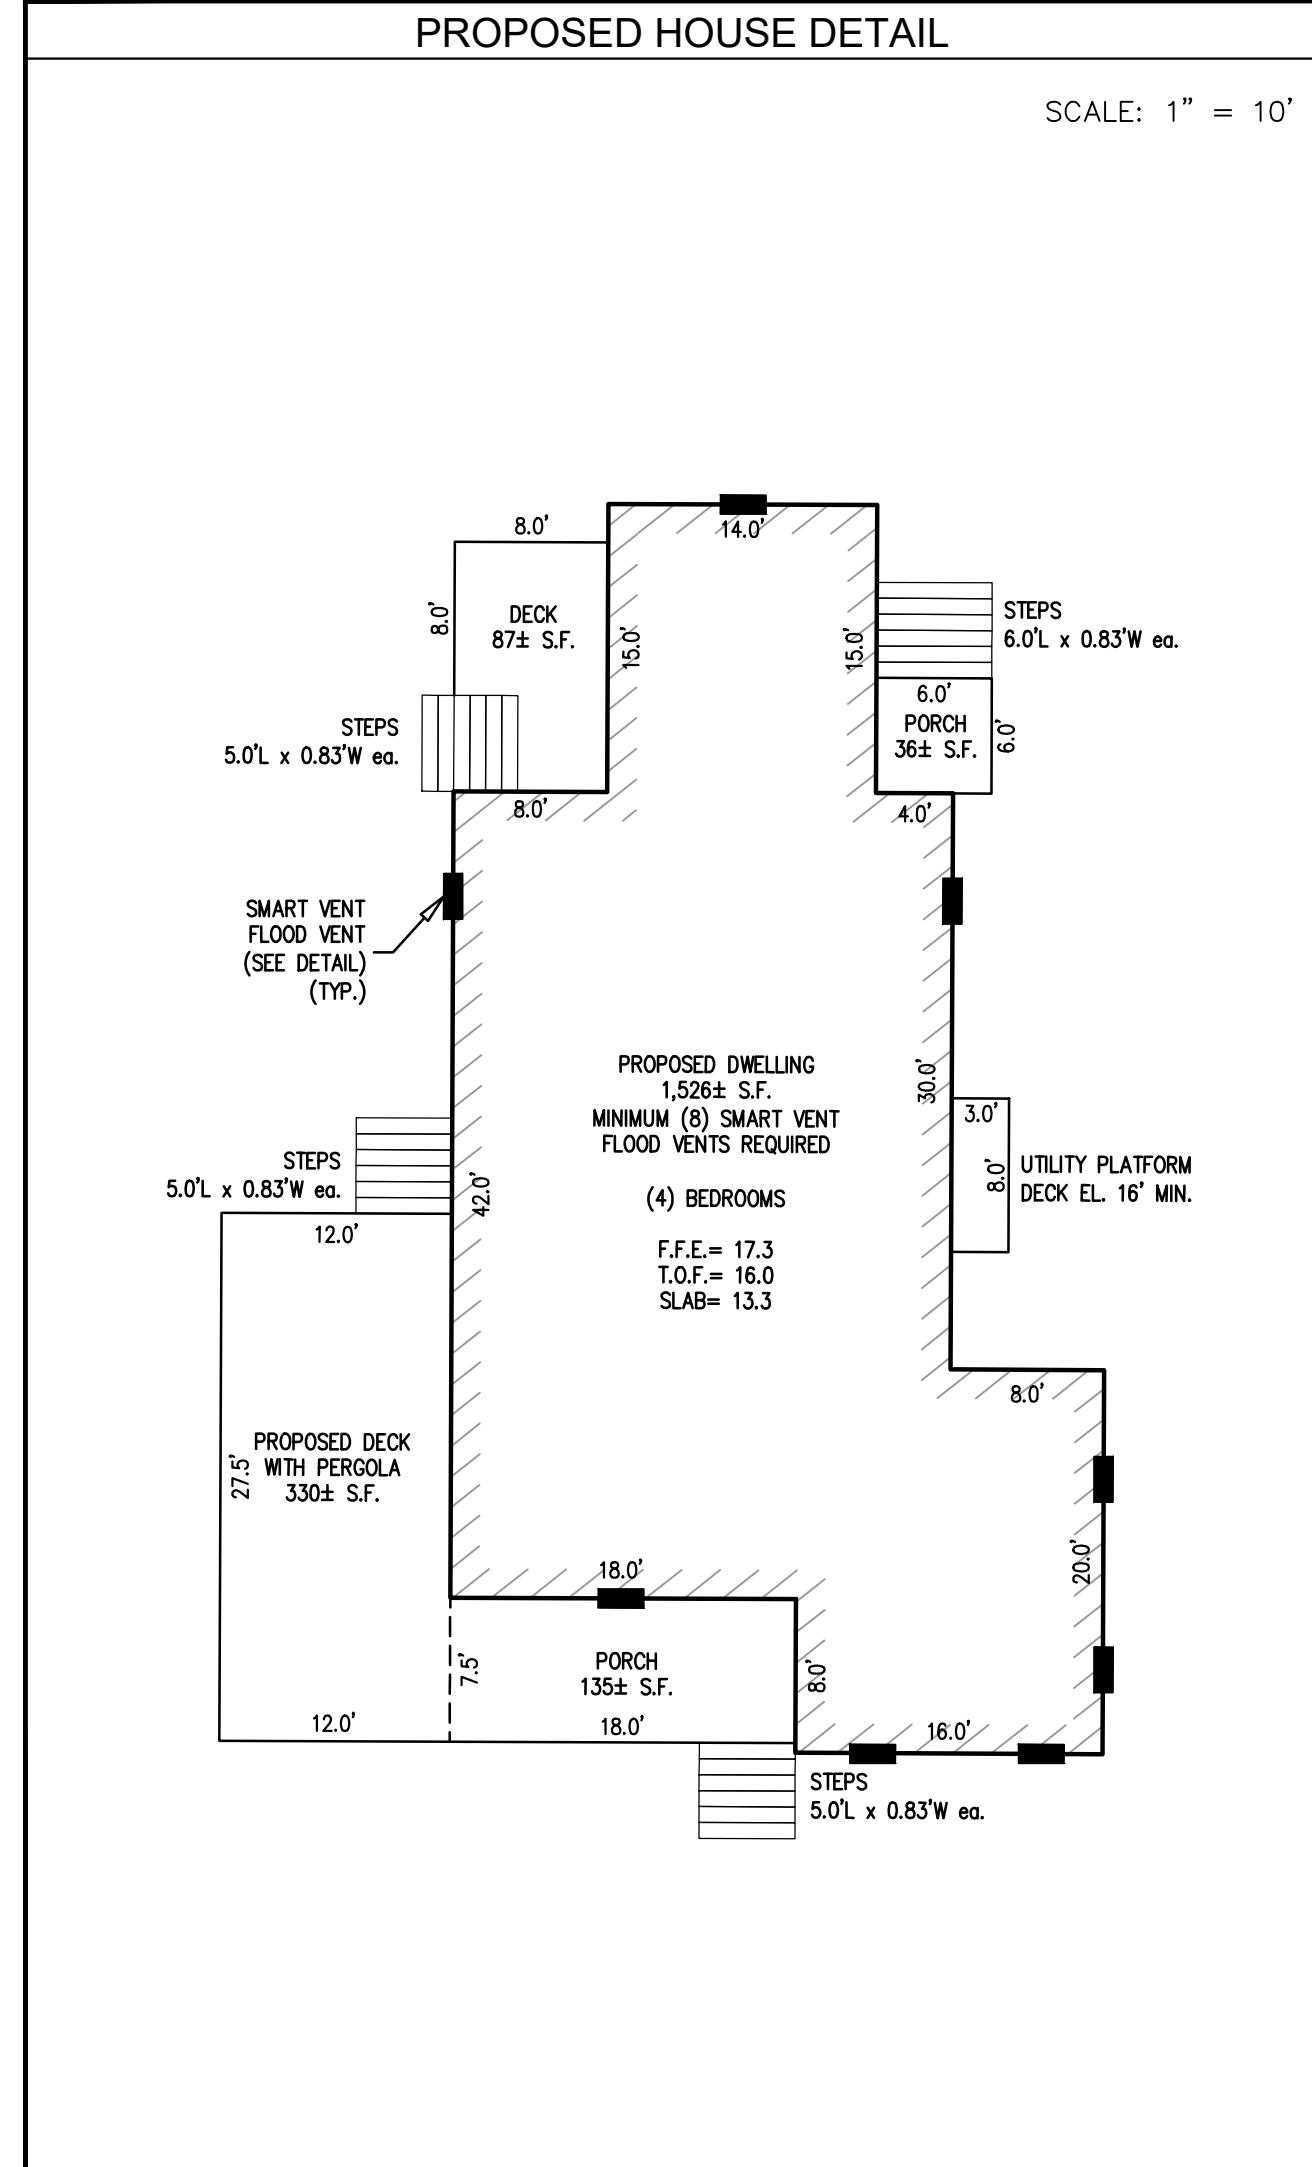 PROPOSED HOUSE DETAIL
SCALE: 1” = 10’
8.0’
14.0’
8.0’
DECK
87± S.F.
15.0’
15.0’
STEPS
6.0’L x 0.83’W ea.
6.0’
PORCH
36± S.F.
6.0’
STEPS
5.0’L x 0.83’W ea.
8.0’
4.0’
SMART VENT
FLOOD VENT
(SEE DETAIL)
(TYP.)
PROPOSED DWELLING
1,526± S.F.
MINIMUM (8) SMART VENT
FLOOD VENTS REQUIRED
(4) BEDROOMS
F.F.E.= 17.3
T.O.F.= 16.0
SLAB= 13.3
30.0’
3.0’
8.0’
UTILITY PLATFORM
DECK EL. 16’ MIN.
STEPS
5.0’L x 0.83’W ea.
42.0’
12.0’
8.0’
PROPOSED DECK
WITH PERGOLA
330± S.F.
27.5’
18.0’
20.0’
7.5’
PORCH
135± S.F.
8.0’
12.0’
18.0’
16.0’
STEPS
5.0’L x 0.83’W ea.